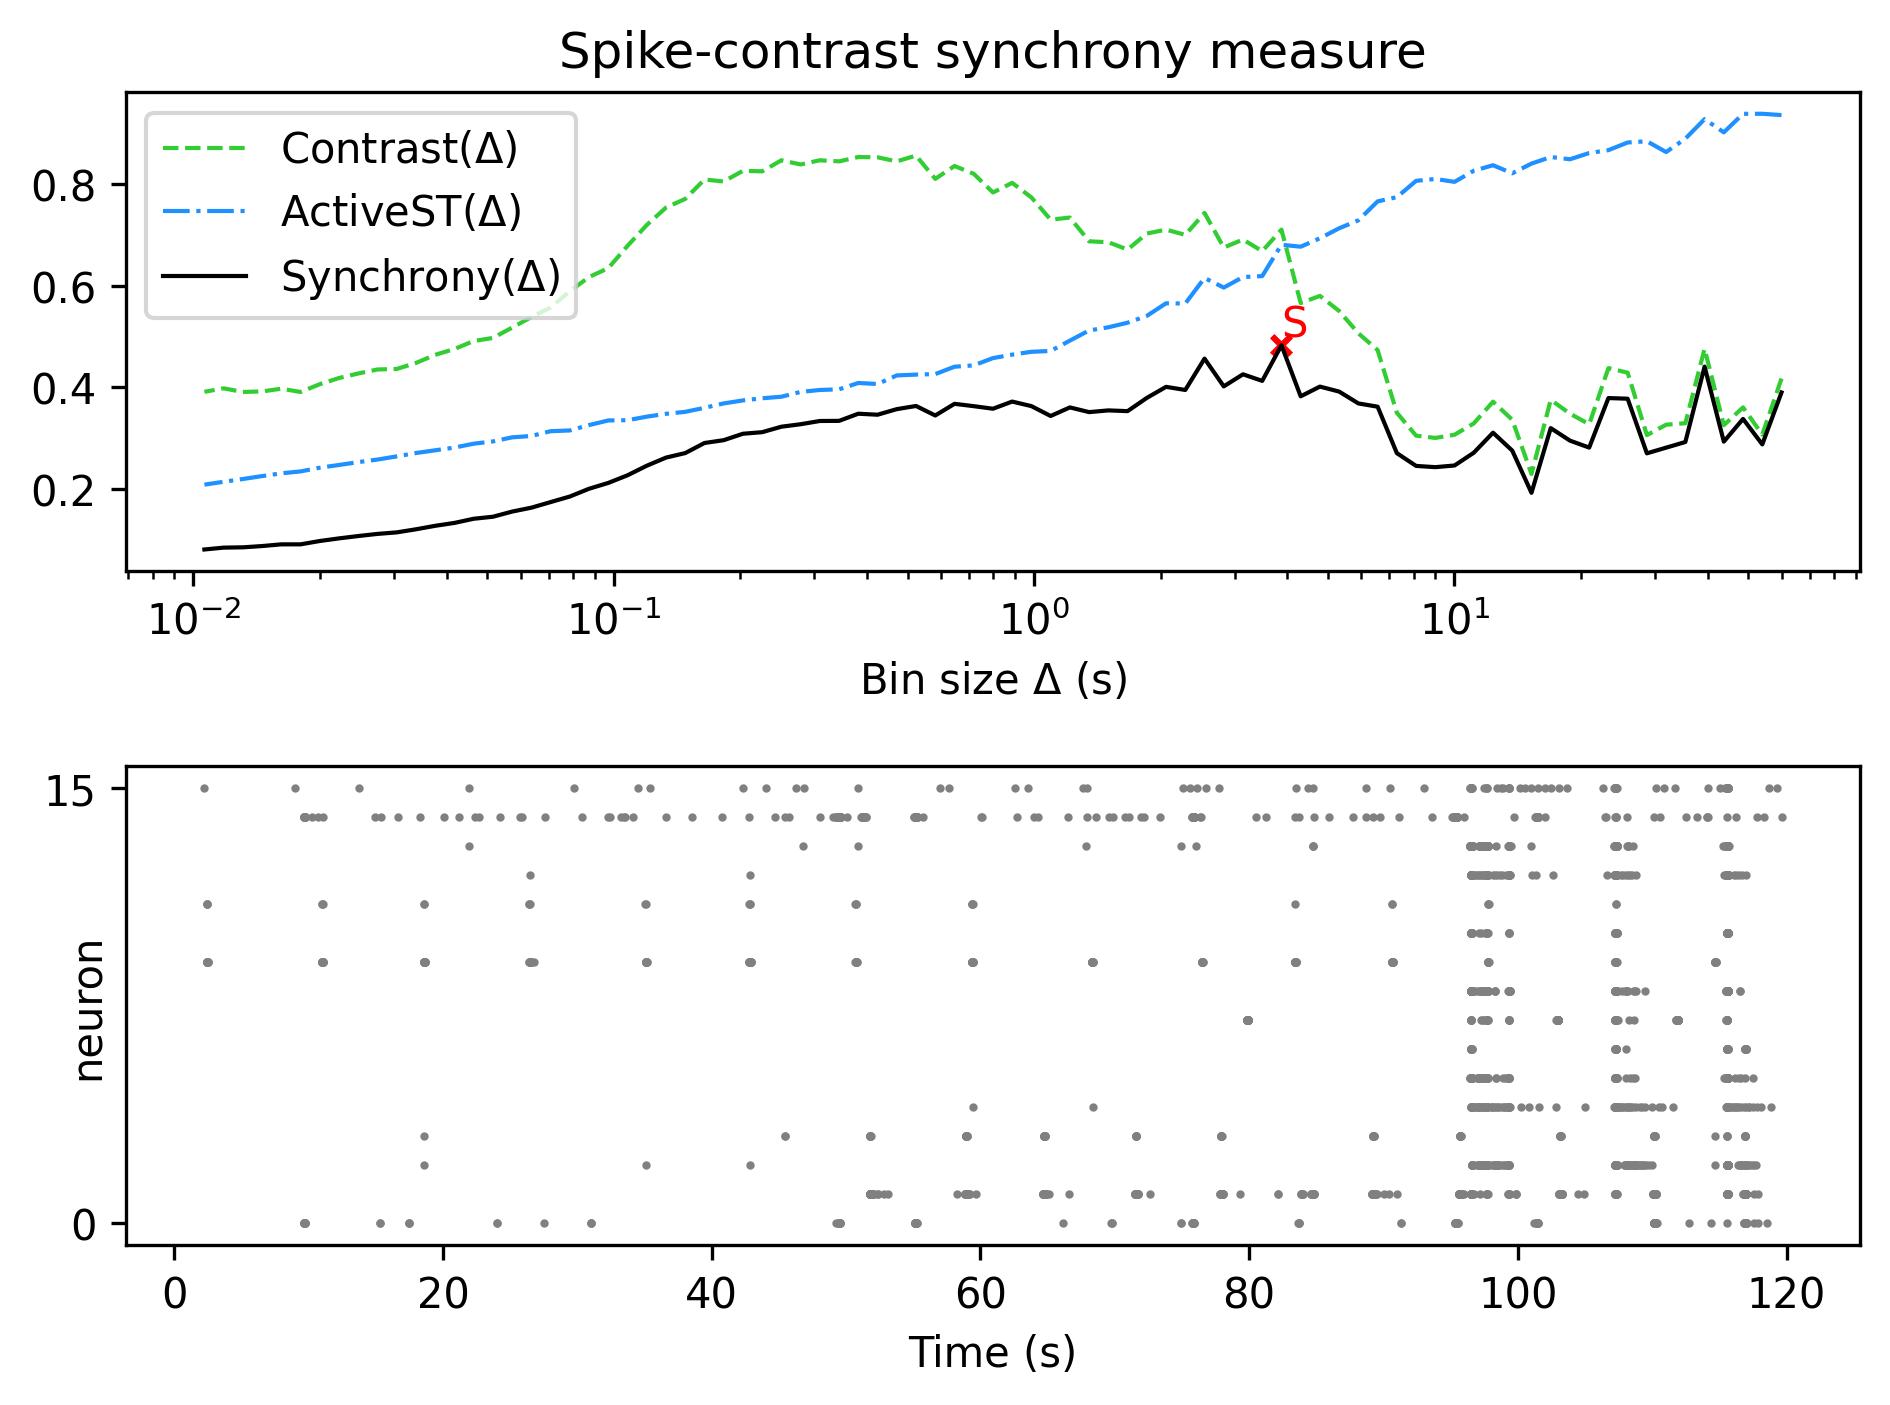 Spike-contrast synchrony measure
Contrast(Δ)
ActiveST(Δ)
Synchrony(Δ)
0.8
0.6
0.4
0.2
S
10⁻² 10⁻¹ 10⁰ 10¹
Bin size Δ (s)
15
0
neuron
0 20 40 60 80 100 120
Time (s)